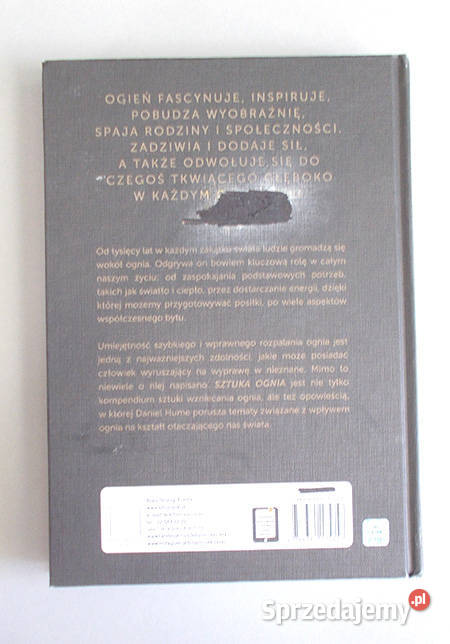 OGIEŃ FASCYNUJE, INSPIRUJE,
POBUDZA WYOBRAŹNIĘ,
SPAJA RODZINY I SPOŁECZNOŚCI,
ZADZIWIA I DODAJE SIŁ,
A TAKŻE ODWOŁUJE SIĘ DO
CZEGOŚ TKWIĄCEGO GŁĘBOKO
W KAŻDYM
Od tysięcy lat w każdym zakątku świata ludzie gromadzą się
wokół ognia. Odgrywa on bowiem kluczową rolę w całym
naszym życiu: od zaspokajania podstawowych potrzeb,
takich jak światło i ciepło, przez dostarczanie energii, dzięki
której możemy przygotowywać posiłki, po wiele aspektów
współczesnego bytu.
Umiejętność szybkiego i wprawnego rozpalania ognia jest
jedną z najważniejszych zdolności, jakie może posiadać
człowiek wyruszający na wyprawę w nieznane. Mimo to
niewiele o niej napisano. SZTUKA OGNIA jest nie tylko
kompendium sztuki wzniecania ognia, ale też opowieścią,
w której Daniel Hume porusza tematy związane z wpływem
ognia na kształt otaczającego nas świata.
Sprzedajemy.pl